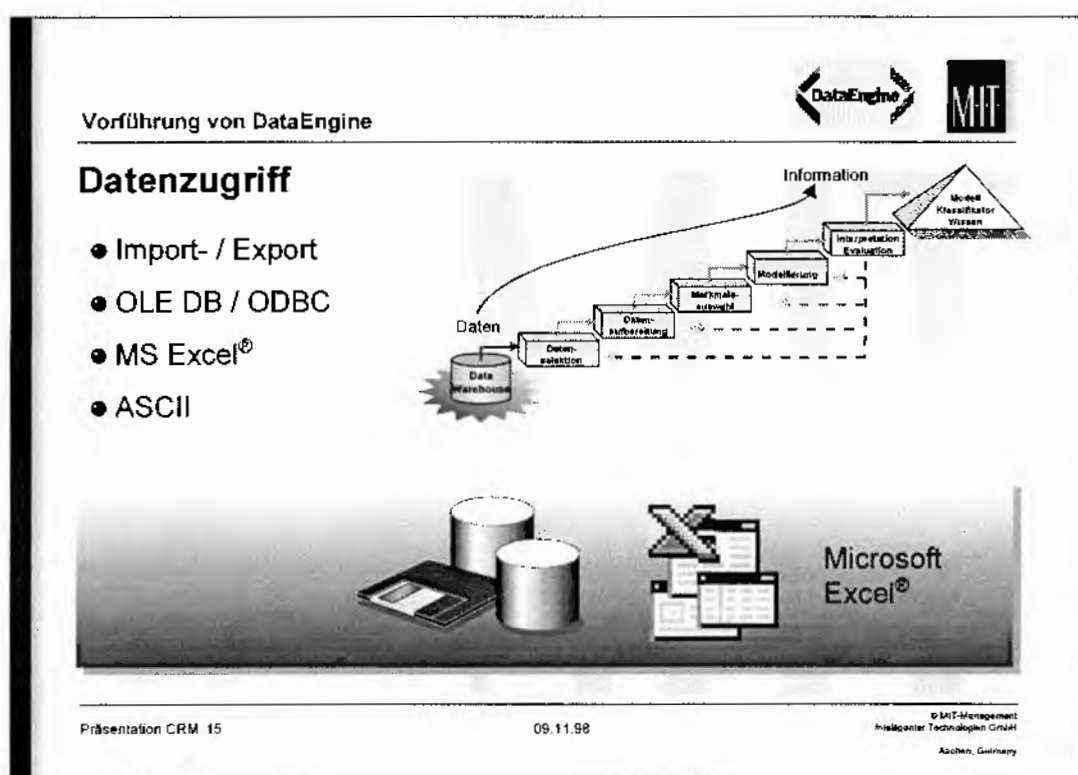 DataEngine
MIT
Vorführung von DataEngine
Datenzugriff
Import- / Export
OLE DB / ODBC
MS Excel®
ASCII
Information
Modell
Klassifikator
Wissen
Interpretation
Evaluation
Modellierung
Merkmals-
auswahl
Daten-
aufbereitung
Daten-
selektion
Daten
Data
Warehouse
Microsoft
Excel®
Präsentation CRM 15
09.11.98
© MIT-Management
Intelligenter Technologien GmbH
Aachen, Germany